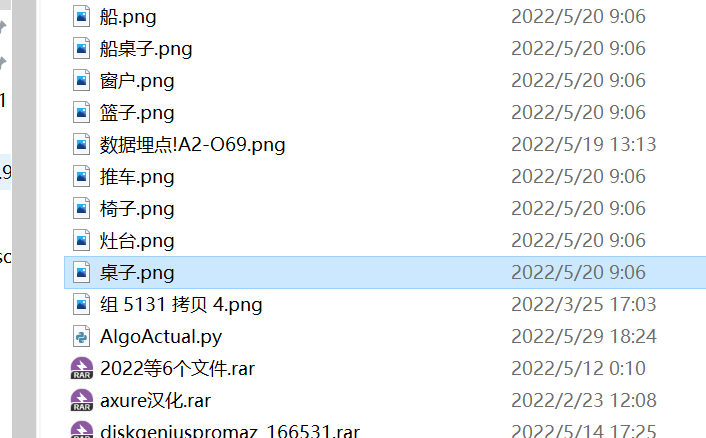 船.png 2022/5/20 9:06
船桌子.png 2022/5/20 9:06
窗户.png 2022/5/20 9:06
篮子.png 2022/5/20 9:06
数据埋点!A2-O69.png 2022/5/19 13:13
推车.png 2022/5/20 9:06
椅子.png 2022/5/20 9:06
灶台.png 2022/5/20 9:06
桌子.png 2022/5/20 9:06
组 5131 拷贝 4.png 2022/3/25 17:03
AlgoActual.py 2022/5/29 18:24
RAR 2022等6个文件.rar 2022/5/12 0:10
RAR axure汉化.rar 2022/2/23 12:08
RAR diskgeniuspromaz_166531.rar 2022/5/14 17:25